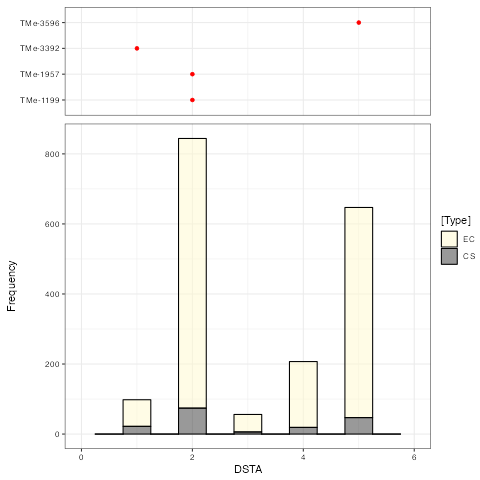 TMe-3596
TMe-3392
TMe-1957
TMe-1199
800
600
400
200
0
Frequency
0 2 4 6
DSTA
[Type]
EC
CS